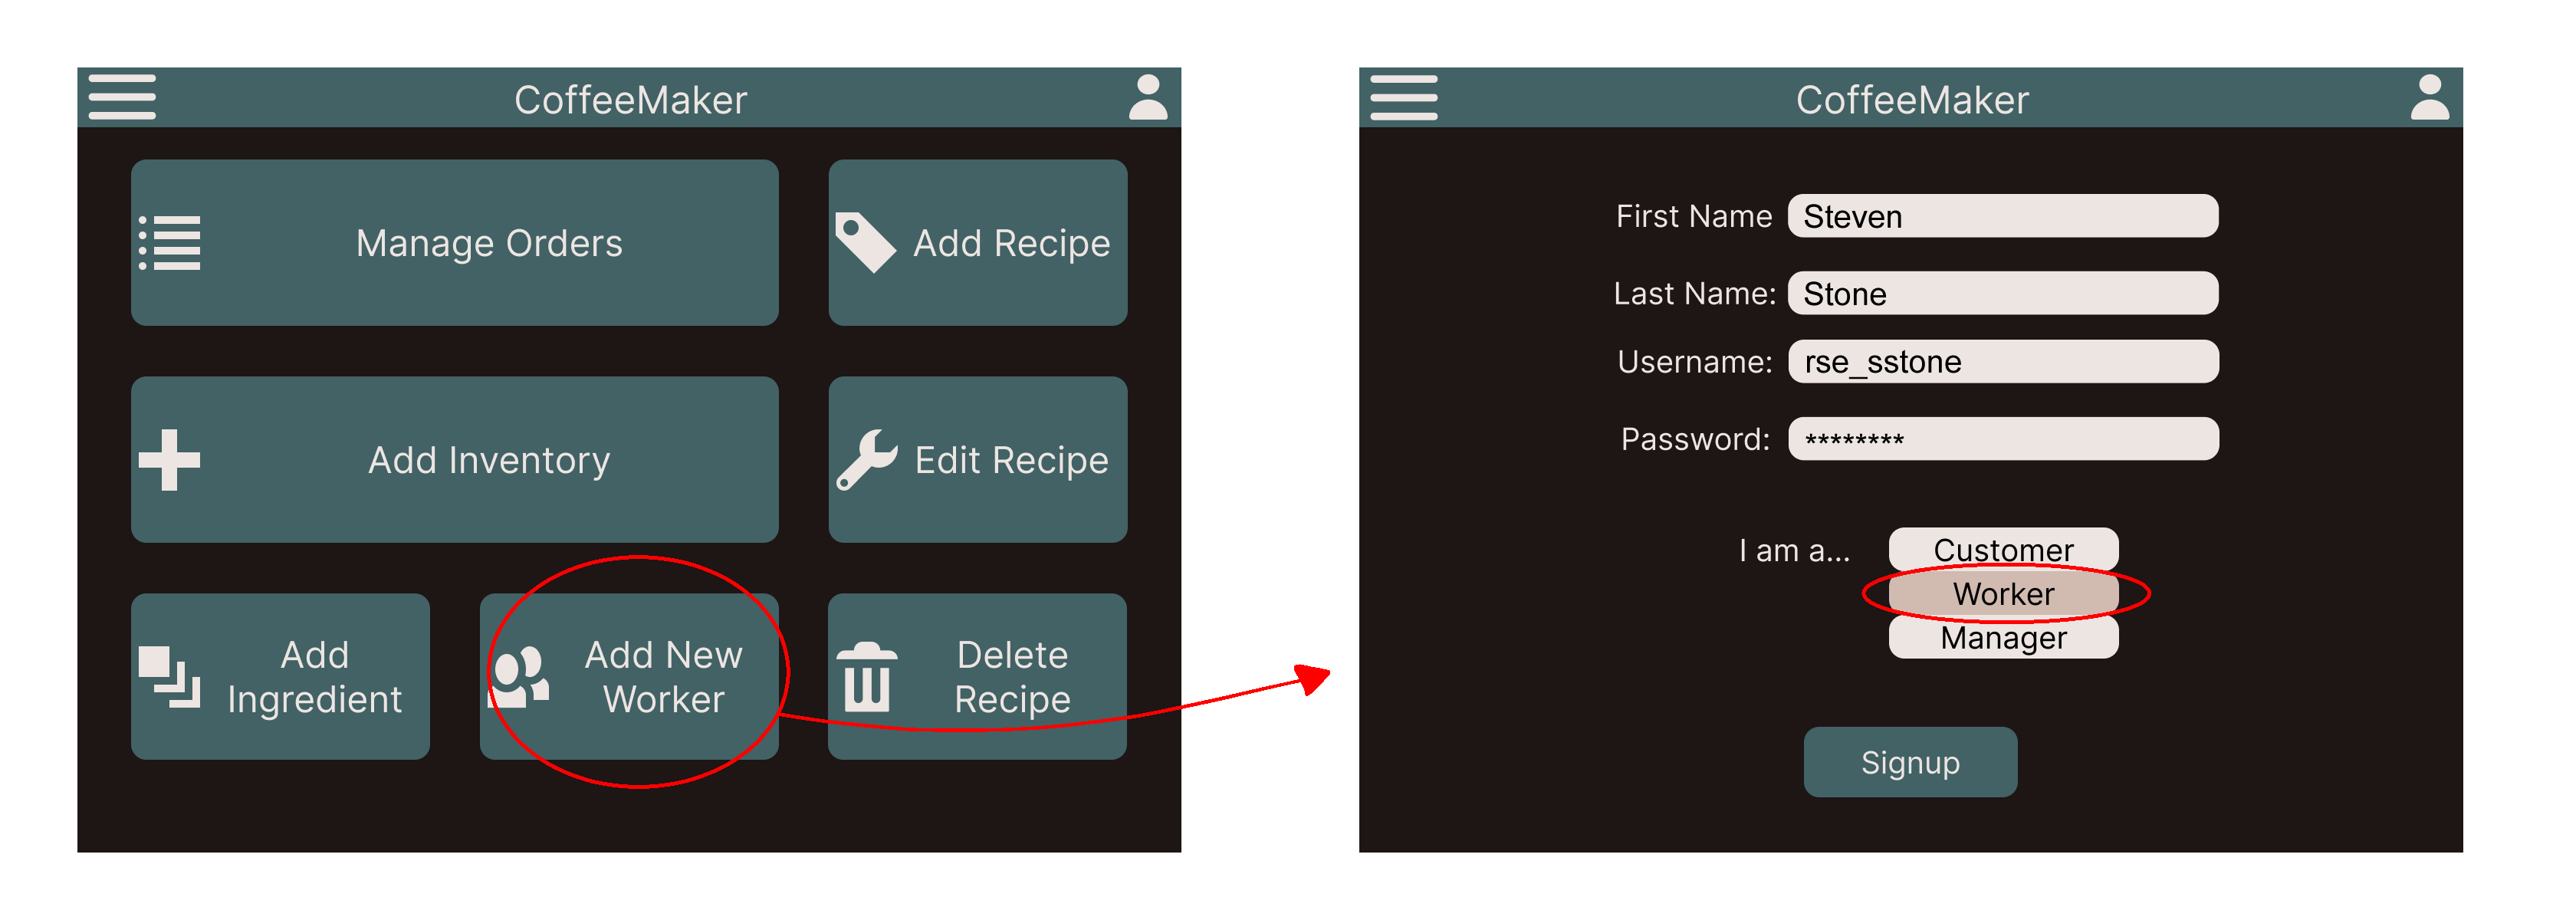 CoffeeMaker
Manage Orders
Add Recipe
Add Inventory
Edit Recipe
Add
Ingredient
Add New
Worker
Delete
Recipe
CoffeeMaker
First Name Steven
Last Name: Stone
Username: rse_sstone
Password: ********
I am a... Customer
Worker
Manager
Signup